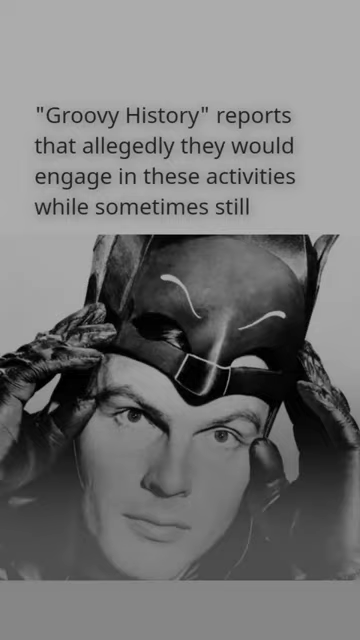 "Groovy History" reports
that allegedly they would
engage in these activities
while sometimes still